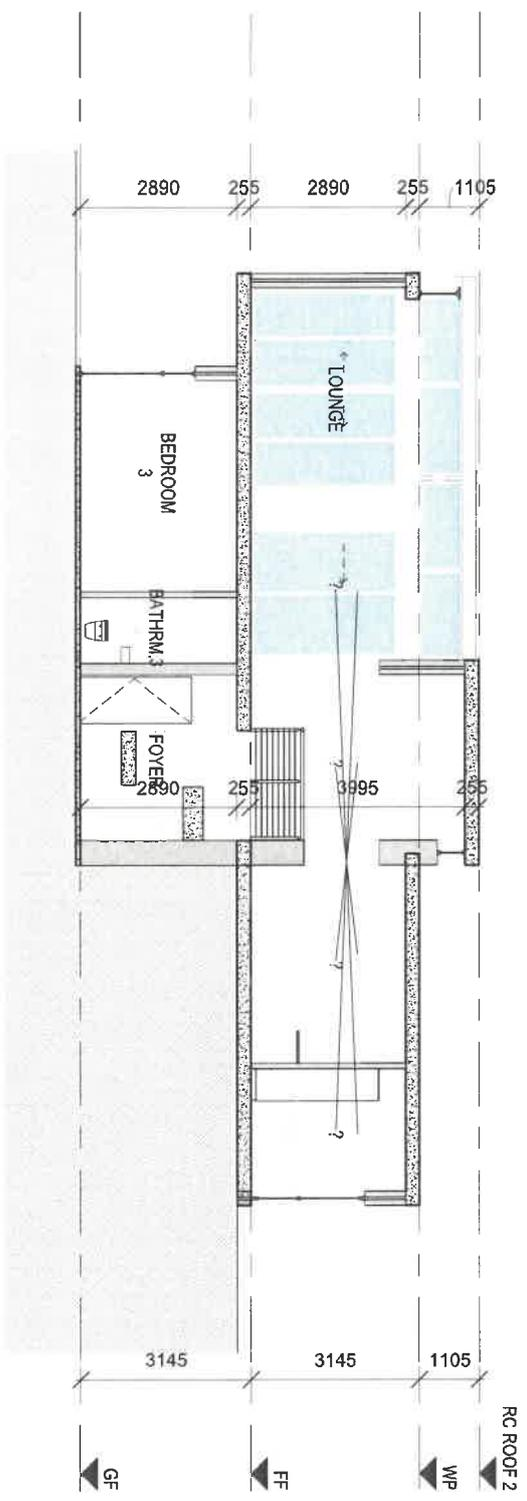 2890
255
2890
255
1105
LOUNGE
BEDROOM
3
BATHRM.3
FOYER
?
?
?
?
2890
255
3995
255
3145
3145
1105
GF
FF
WP
RC ROOF 2